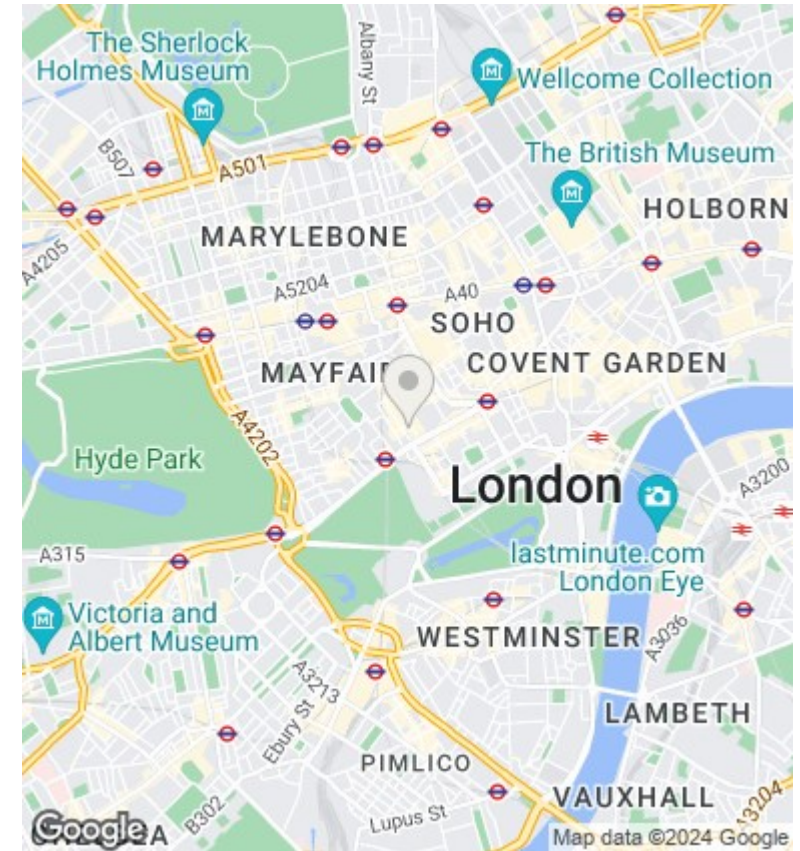 The Sherlock
Holmes Museum
Albany St
Wellcome Collection
B507
A501
The British Museum
HOLBORN
MARYLEBONE
A4205
A5204
A40
SOHO
MAYFAI
COVENT GARDEN
A4202
Hyde Park
London
A3200
A315
lastminute.com
London Eye
Victoria and
Albert Museum
WESTMINSTER
A3036
A3213
Ebury St
LAMBETH
PIMLICO
VAUXHALL
A3204
B302
Lupus St
Google
Map data ©2024 Google